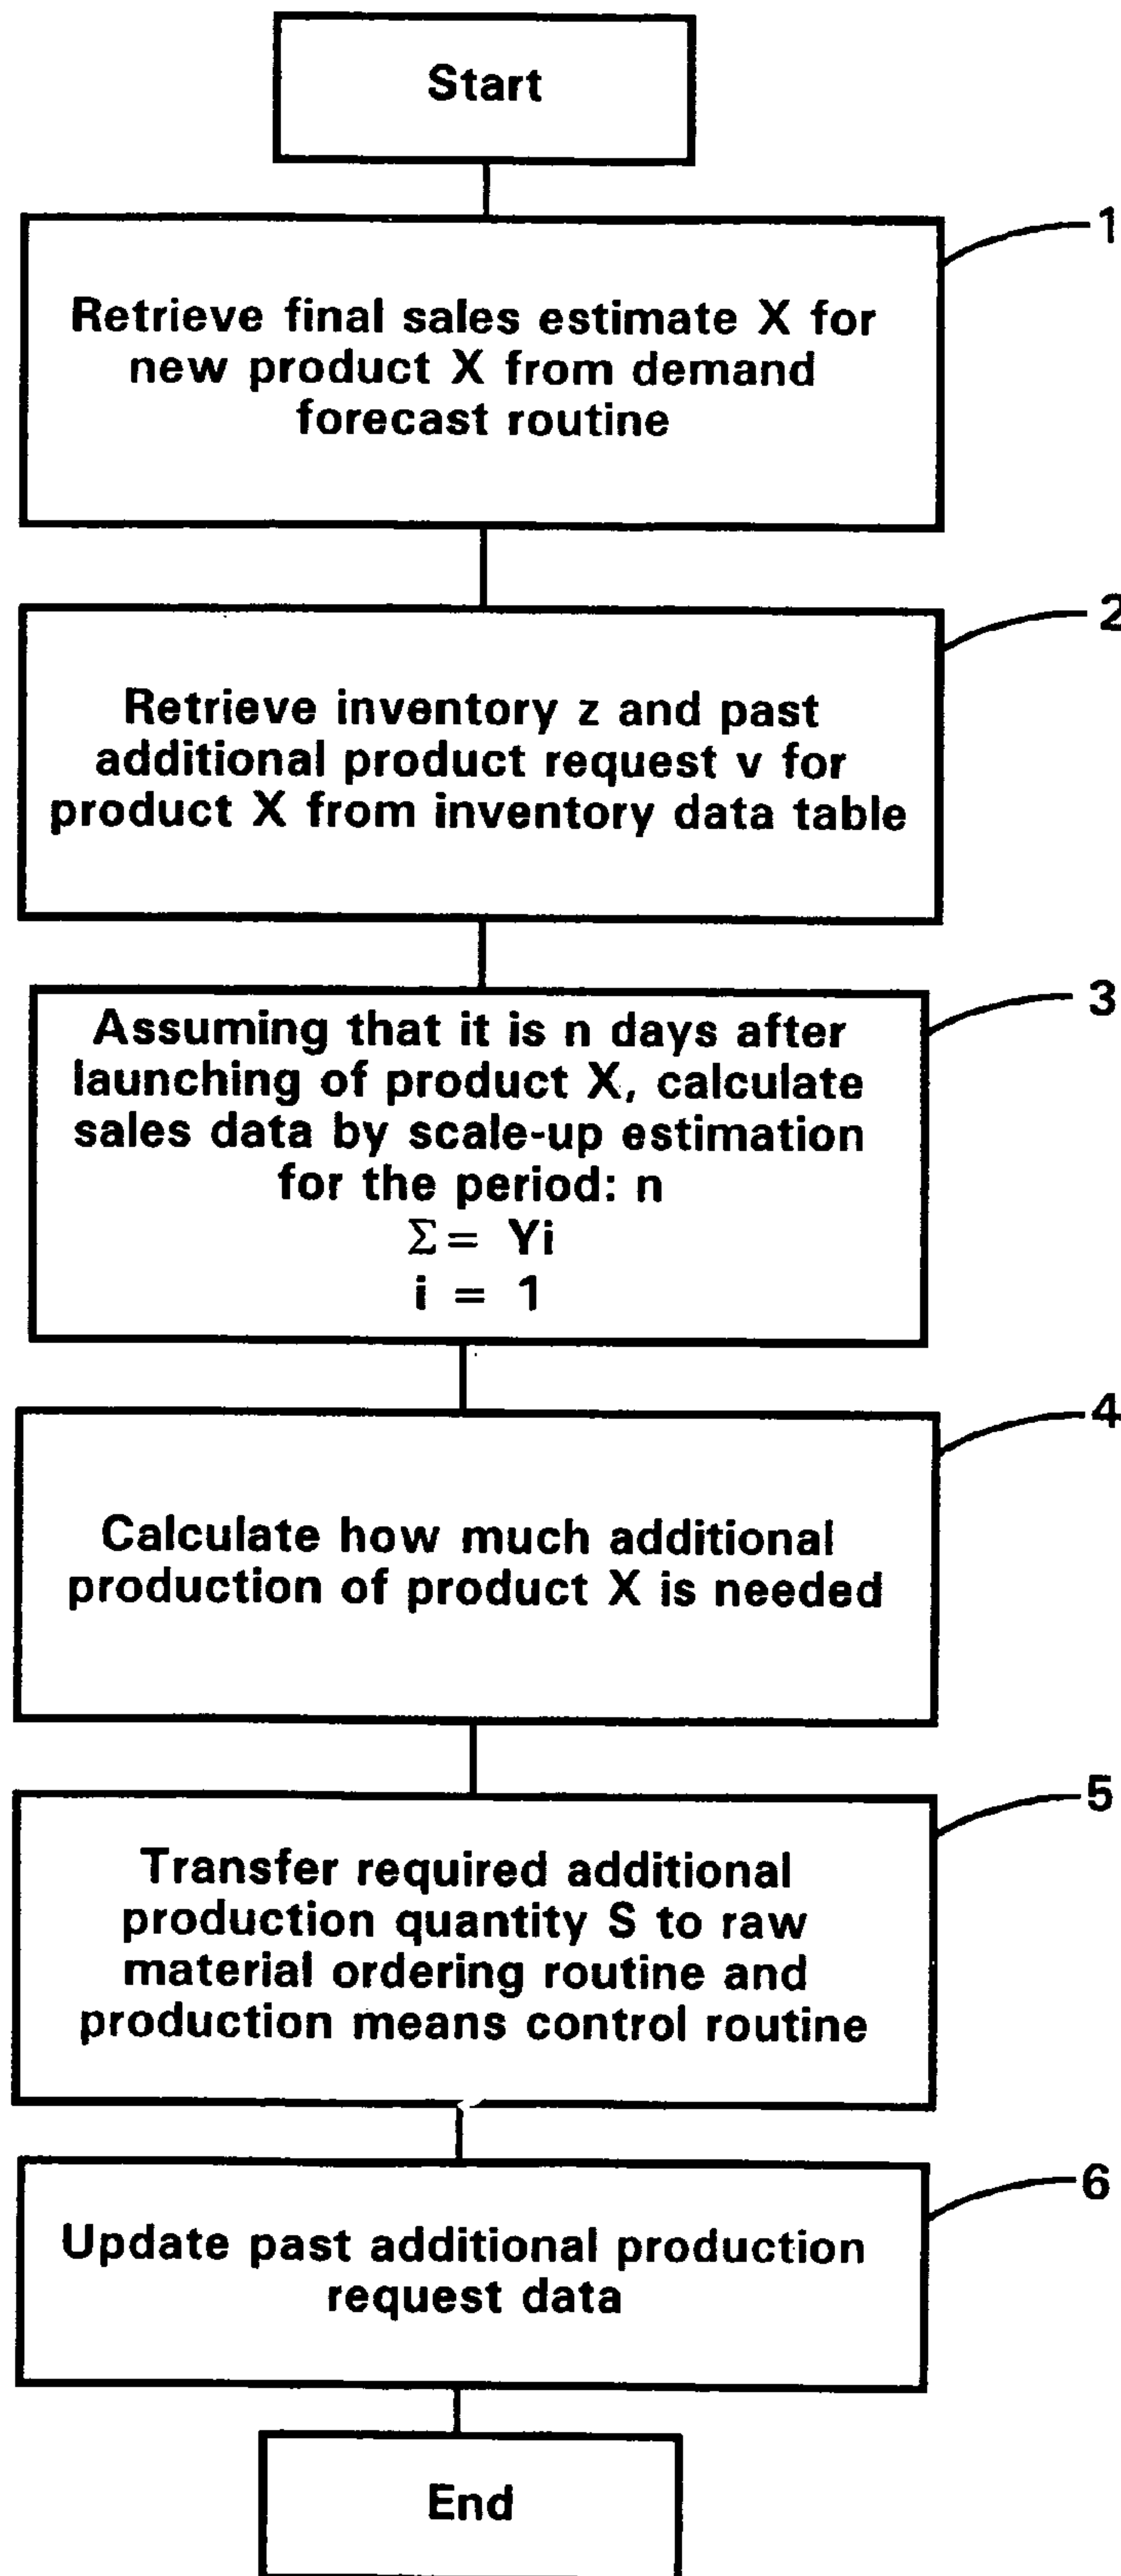 Start
1
Retrieve final sales estimate X for
new product X from demand
forecast routine
2
Retrieve inventory z and past
additional product request v for
product X from inventory data table
3
Assuming that it is n days after
launching of product X, calculate
sales data by scale-up estimation
for the period: n
Σ = Yi
i = 1
4
Calculate how much additional
production of product X is needed
5
Transfer required additional
production quantity S to raw
material ordering routine and
production means control routine
6
Update past additional production
request data
End